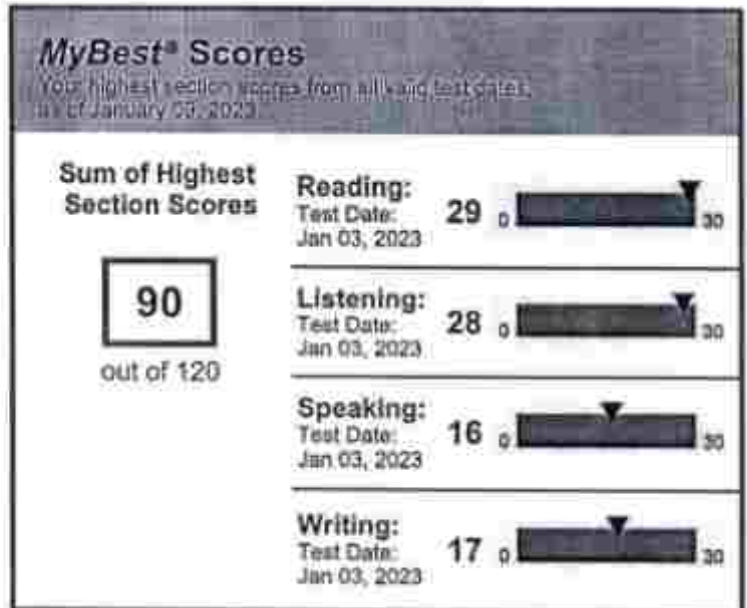 MyBest® Scores
Your highest section scores from all valid test dates,
as of January 03, 2023
Sum of Highest
Section Scores
90
out of 120
Reading:
Test Date:
Jan 03, 2023
29
0
30
Listening:
Test Date:
Jan 03, 2023
28
0
30
Speaking:
Test Date:
Jan 03, 2023
16
0
30
Writing:
Test Date:
Jan 03, 2023
17
0
30